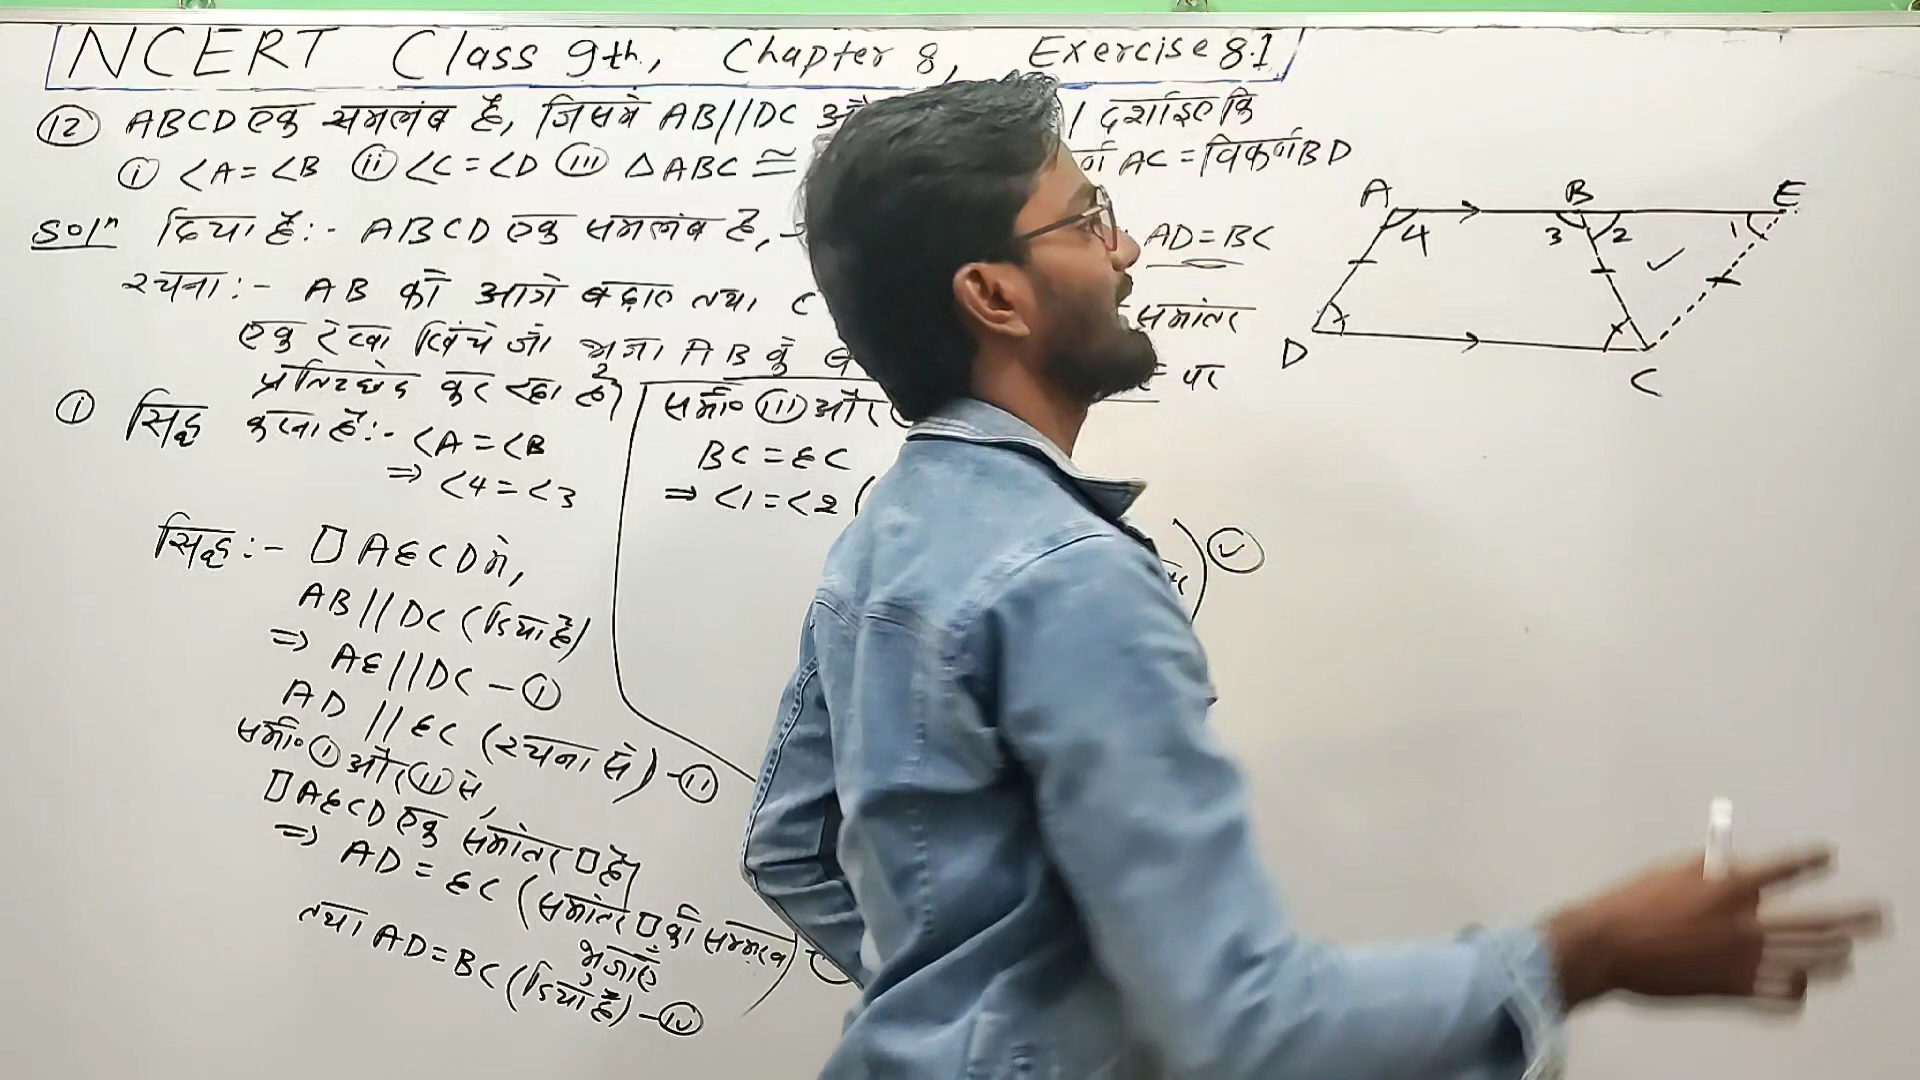 NCERT Class 9th, Chapter 8, Exercise 8.1
12 ABCD एक समलंब है, जिसमे AB//DC औ / दर्शाइए कि
i <A=<B ii <C=<D iii △ABC ≅ र्ण AC=विकर्ण BD
Solⁿ दिया है:- ABCD एक समलंब है, AD=BC
रचना:- AB को आगे बढ़ाए तथा C समांतर
एक रेखा खिंचे जो भुजा AB के E पर
प्रतिच्छेद कर रहा है।
i सिद्ध करना है:- <A=<B
⇒ <4=<3
सिद्ध:- ▯AECD में,
AB//DC (दिया है)
⇒ AE//DC - i
AD // EC (रचना से) - ii
समी० i और ii से,
▯AECD एक समांतर ▯ है।
⇒ AD = EC (समांतर ▯ की सम्मुख भुजाएँ)
तथा AD=BC (दिया है) - iv
समी० iii और
BC = EC
⇒ <1=<2 (
v
A B E
4 3 2 1
D C